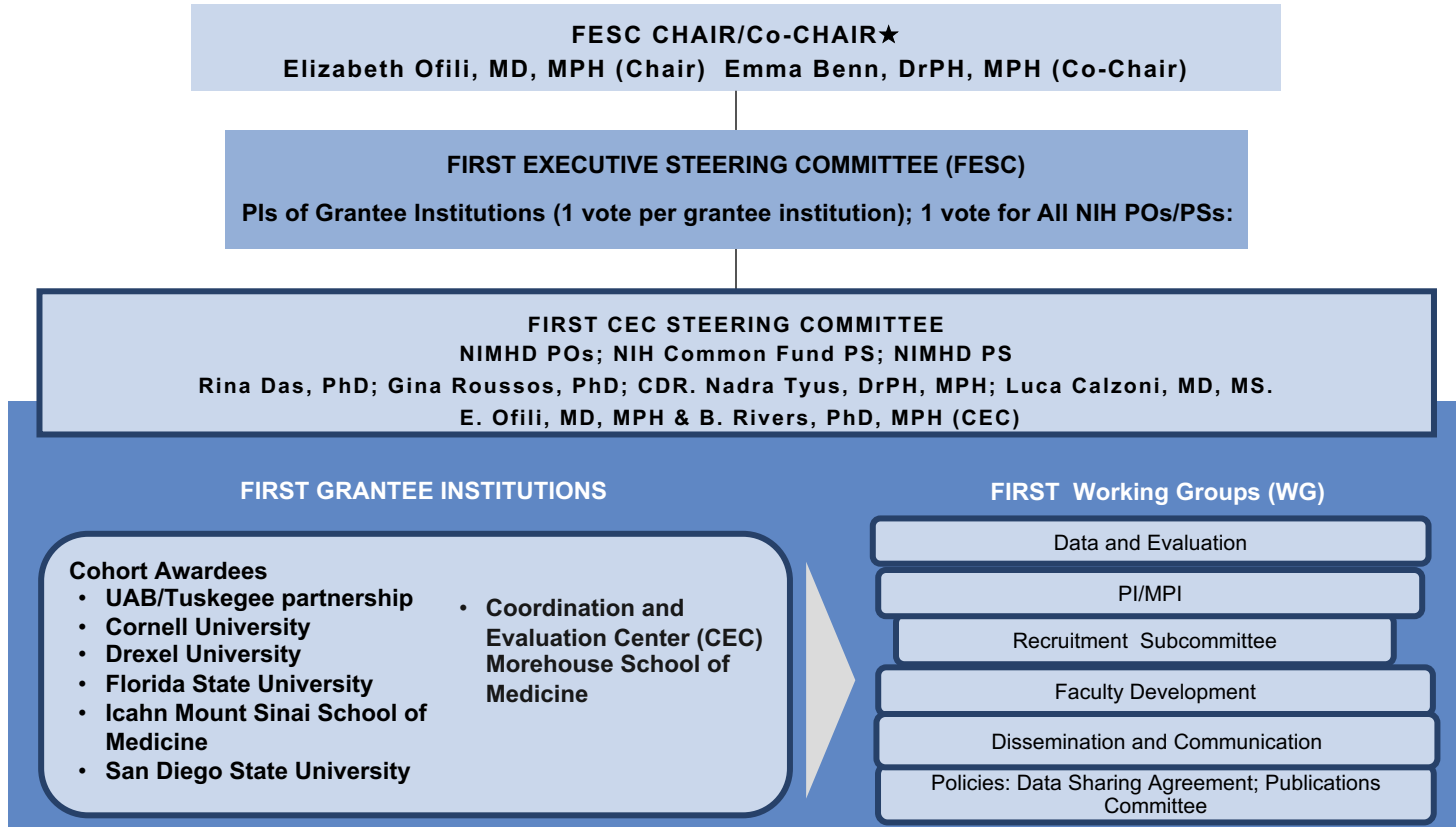 FESC CHAIR/Co-CHAIR★
Elizabeth Ofili, MD, MPH (Chair) Emma Benn, DrPH, MPH (Co-Chair)
FIRST EXECUTIVE STEERING COMMITTEE (FESC)
PIs of Grantee Institutions (1 vote per grantee institution); 1 vote for All NIH POs/PSs:
FIRST CEC STEERING COMMITTEE
NIMHD POs; NIH Common Fund PS; NIMHD PS
Rina Das, PhD; Gina Roussos, PhD; CDR. Nadra Tyus, DrPH, MPH; Luca Calzoni, MD, MS.
E. Ofili, MD, MPH & B. Rivers, PhD, MPH (CEC)
FIRST GRANTEE INSTITUTIONS
Cohort Awardees
• UAB/Tuskegee partnership
• Cornell University
• Drexel University
• Florida State University
• Icahn Mount Sinai School of
Medicine
• San Diego State University
• Coordination and
Evaluation Center (CEC)
Morehouse School of
Medicine
FIRST Working Groups (WG)
Data and Evaluation
PI/MPI
Recruitment Subcommittee
Faculty Development
Dissemination and Communication
Policies: Data Sharing Agreement; Publications
Committee